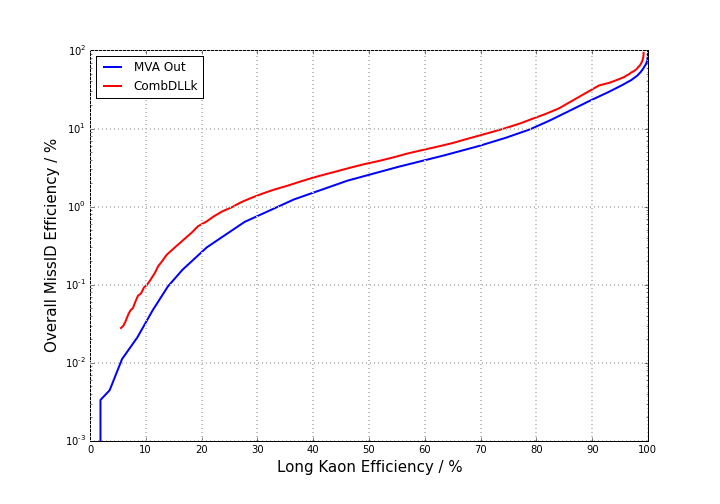 MVA Out
CombDLLk
Overall MissID Efficiency / %
10²
10¹
10⁰
10⁻¹
10⁻²
10⁻³
0 10 20 30 40 50 60 70 80 90 100
Long Kaon Efficiency / %